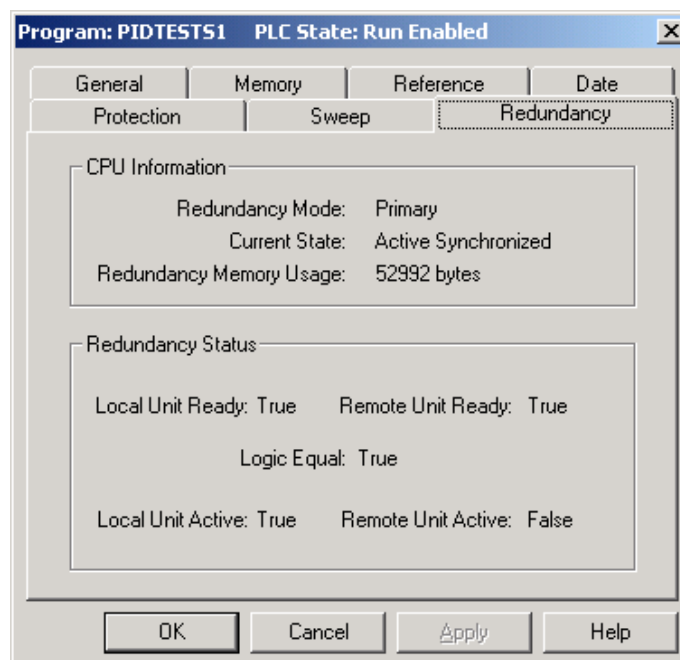 Program: PIDTESTS1 PLC State: Run Enabled
General Memory Reference Date
Protection Sweep Redundancy
CPU Information
Redundancy Mode: Primary
Current State: Active Synchronized
Redundancy Memory Usage: 52992 bytes
Redundancy Status
Local Unit Ready: True Remote Unit Ready: True
Logic Equal: True
Local Unit Active: True Remote Unit Active: False
OK Cancel Apply Help